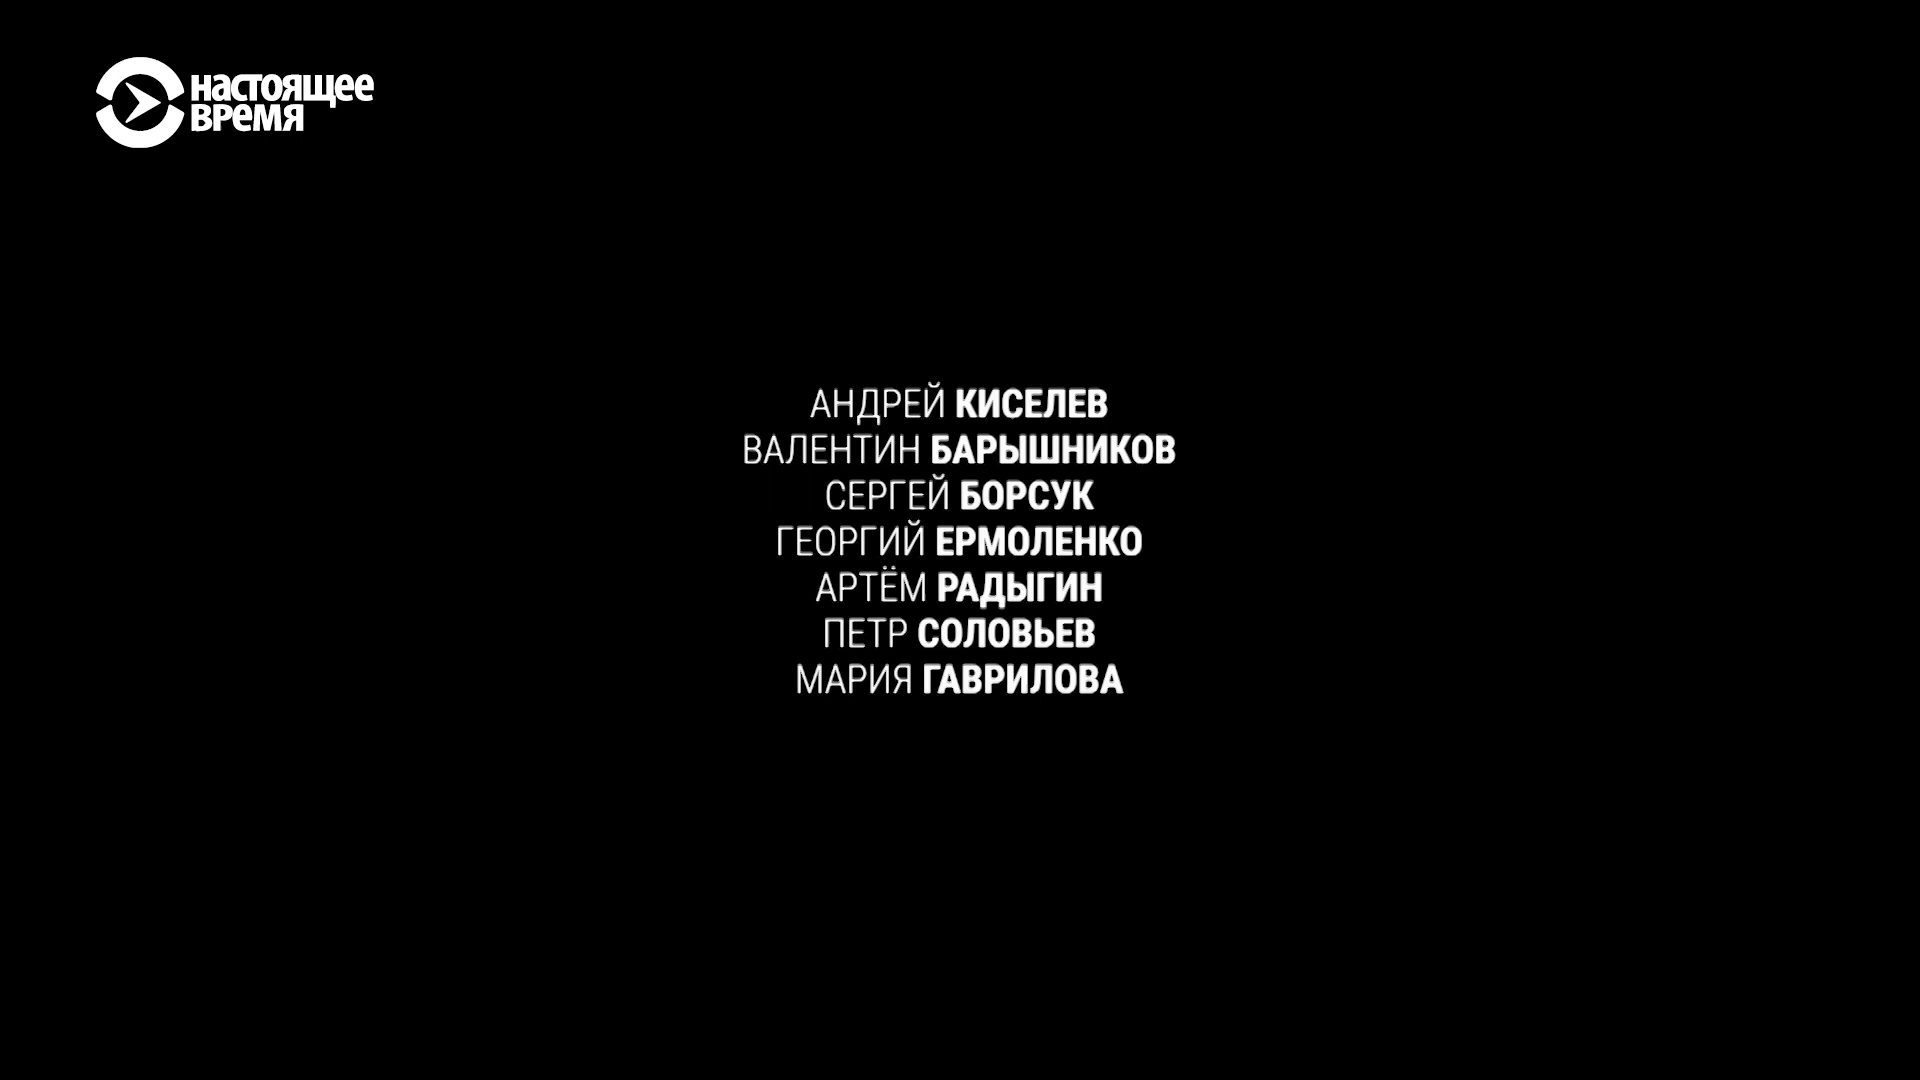 НАСТОЯЩЕЕ
ВРЕМЯ
АНДРЕЙ КИСЕЛЕВ
ВАЛЕНТИН БАРЫШНИКОВ
СЕРГЕЙ БОРСУК
ГЕОРГИЙ ЕРМОЛЕНКО
АРТЁМ РАДЫГИН
ПЕТР СОЛОВЬЕВ
МАРИЯ ГАВРИЛОВА